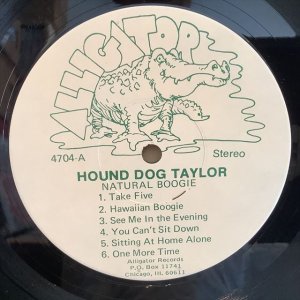 ALLIGATOR
4704-A
Stereo
HOUND DOG TAYLOR
NATURAL BOOGIE
1. Take Five
2. Hawaiian Boogie
3. See Me In the Evening
4. You Can't Sit Down
5. Sitting At Home Alone
6. One More Time
Alligator Records
P.O. Box 11741
Chicago, Ill. 60611